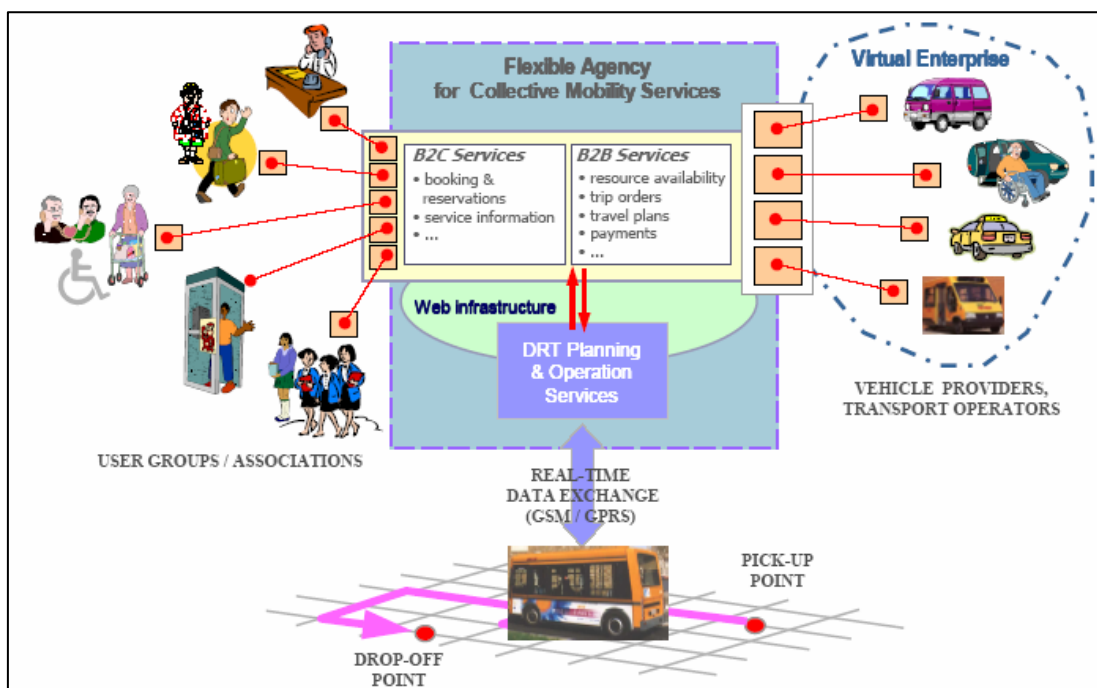 Flexible Agency
for Collective Mobility Services
Virtual Enterprise
B2C Services
• booking &
reservations
• service information
• ...
B2B Services
• resource availability
• trip orders
• travel plans
• payments
• ...
Web infrastructure
DRT Planning
& Operation
Services
VEHICLE PROVIDERS,
TRANSPORT OPERATORS
USER GROUPS / ASSOCIATIONS
REAL-TIME
DATA EXCHANGE
(GSM / GPRS)
PICK-UP
POINT
DROP-OFF
POINT